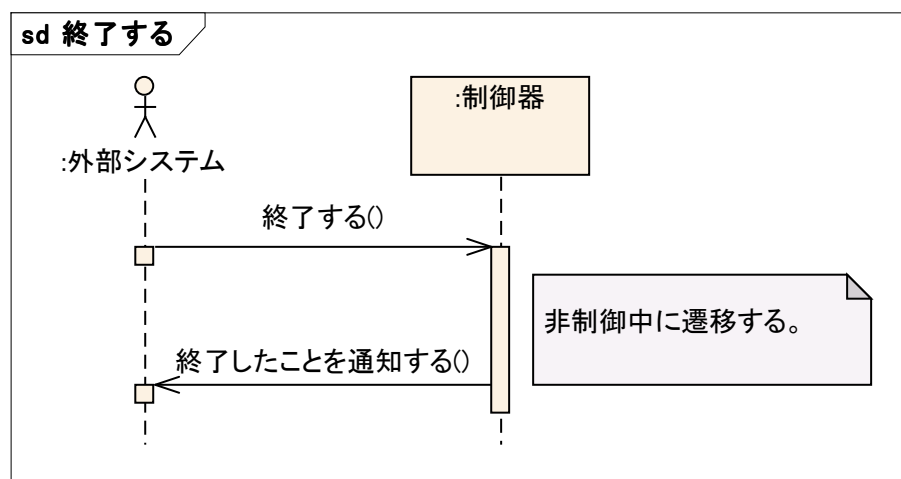 sd 終了する
:外部システム
:制御器
終了する()
非制御中に遷移する。
終了したことを通知する()